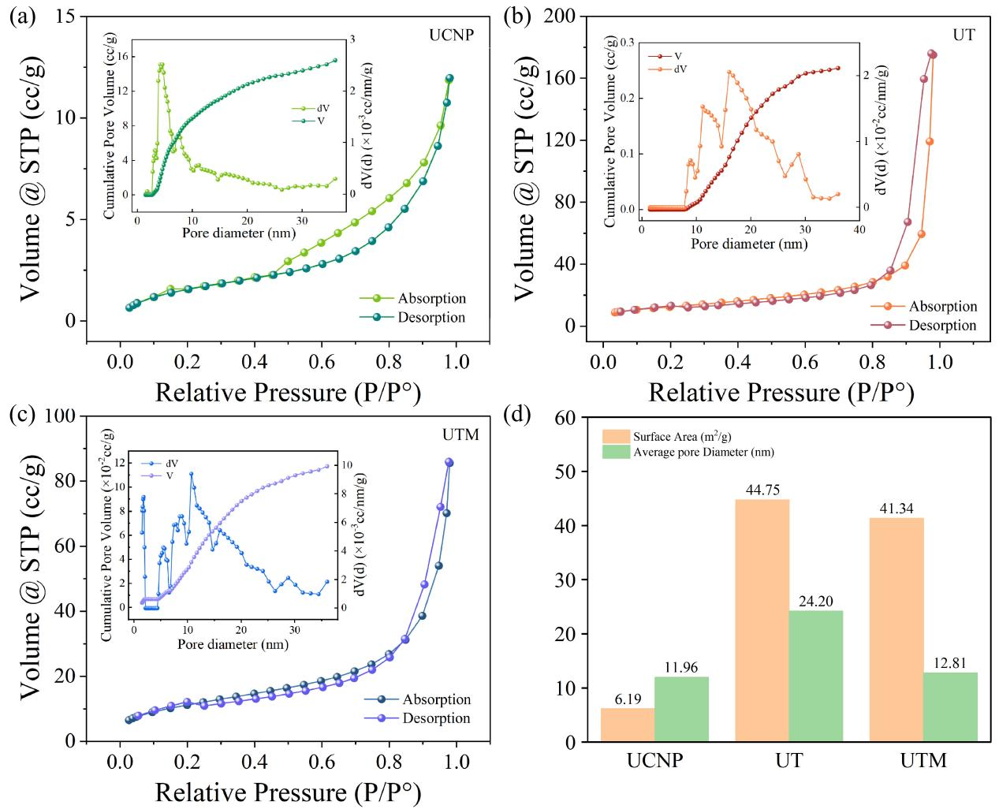 (a)
UCNP
15
10
5
0
Volume @ STP (cc/g)
0.0 0.2 0.4 0.6 0.8 1.0
Relative Pressure (P/P°)
Absorption
Desorption
Cumulative Pore Volume (cc/g)
16
12
8
4
0
3
2
1
0
dV(d) (×10⁻³cc/nm/g)
dV
V
0 10 20 30
Pore diameter (nm)
(b)
UT
200
160
120
80
40
0
Volume @ STP (cc/g)
0.0 0.2 0.4 0.6 0.8 1.0
Relative Pressure (P/P°)
Absorption
Desorption
Cumulative Pore Volume (cc/g)
0.3
0.2
0.1
0.0
2
1
0
dV(d) (×10⁻²cc/nm/g)
V
dV
0 10 20 30 40
Pore diameter (nm)
(c)
UTM
100
80
60
40
20
0
Volume @ STP (cc/g)
0.0 0.2 0.4 0.6 0.8 1.0
Relative Pressure (P/P°)
Absorption
Desorption
Cumulative Pore Volume (×10⁻²cc/g)
12
10
8
6
4
2
0
10
8
6
4
2
0
dV(d) (×10⁻³cc/nm/g)
dV
V
0 10 20 30
Pore diameter (nm)
(d)
60
50
40
30
20
10
0
Surface Area (m²/g)
Average pore Diameter (nm)
6.19
11.96
44.75
24.20
41.34
12.81
UCNP UT UTM